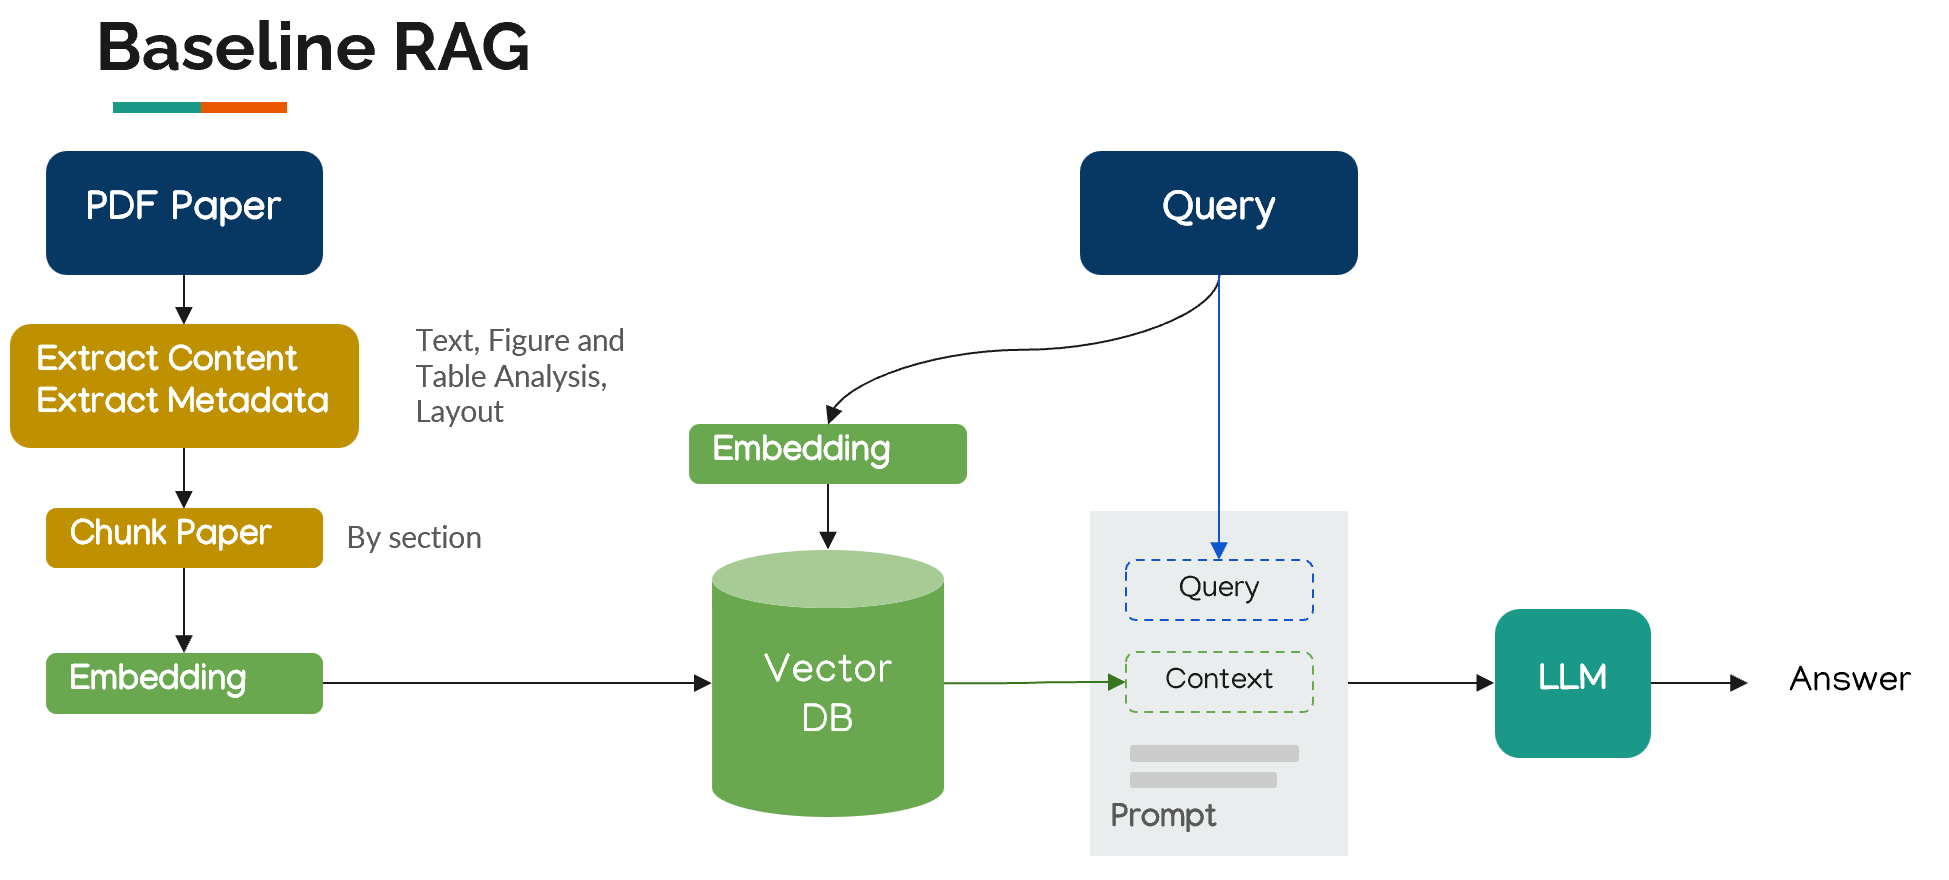 Baseline RAG
PDF Paper
Extract Content
Extract Metadata
Text, Figure and
Table Analysis,
Layout
Chunk Paper
By section
Embedding
Query
Embedding
Vector
DB
Query
Context
Prompt
LLM
Answer